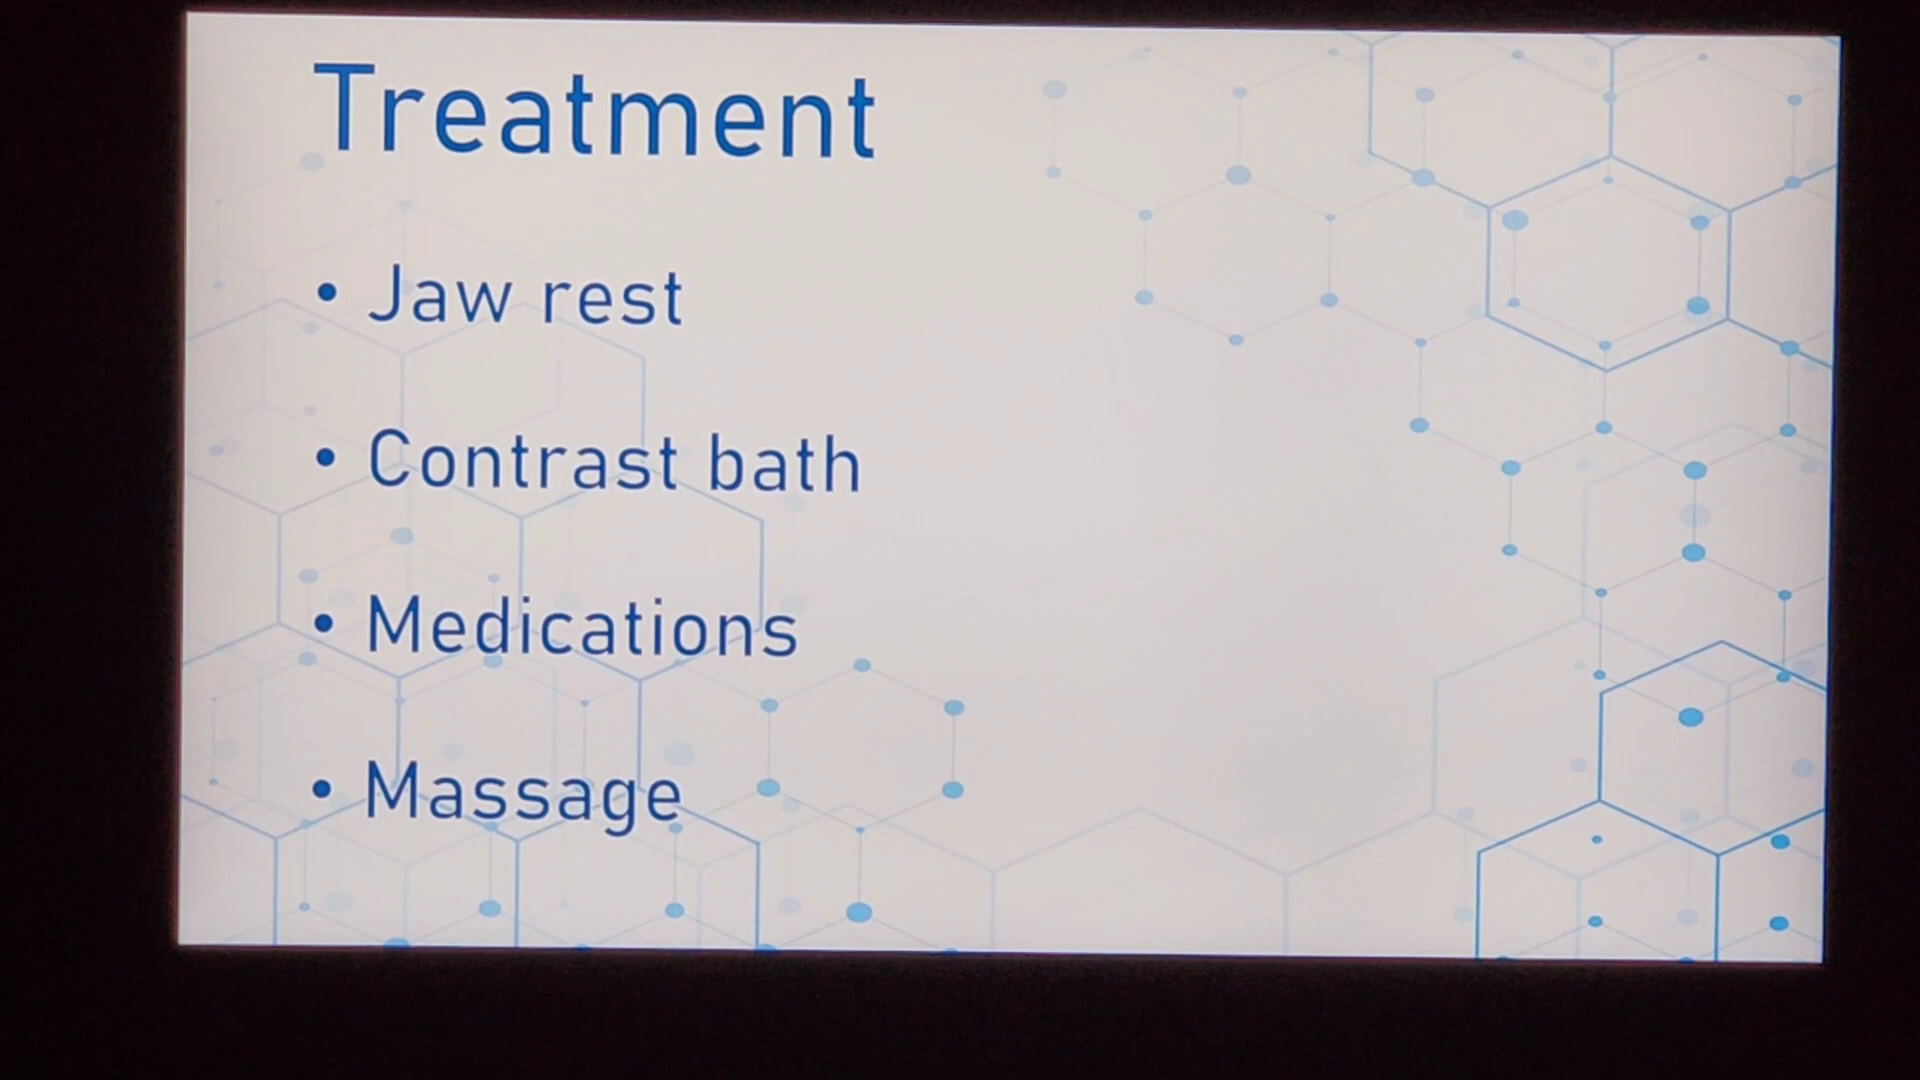 Treatment
• Jaw rest
• Contrast bath
• Medications
• Massage